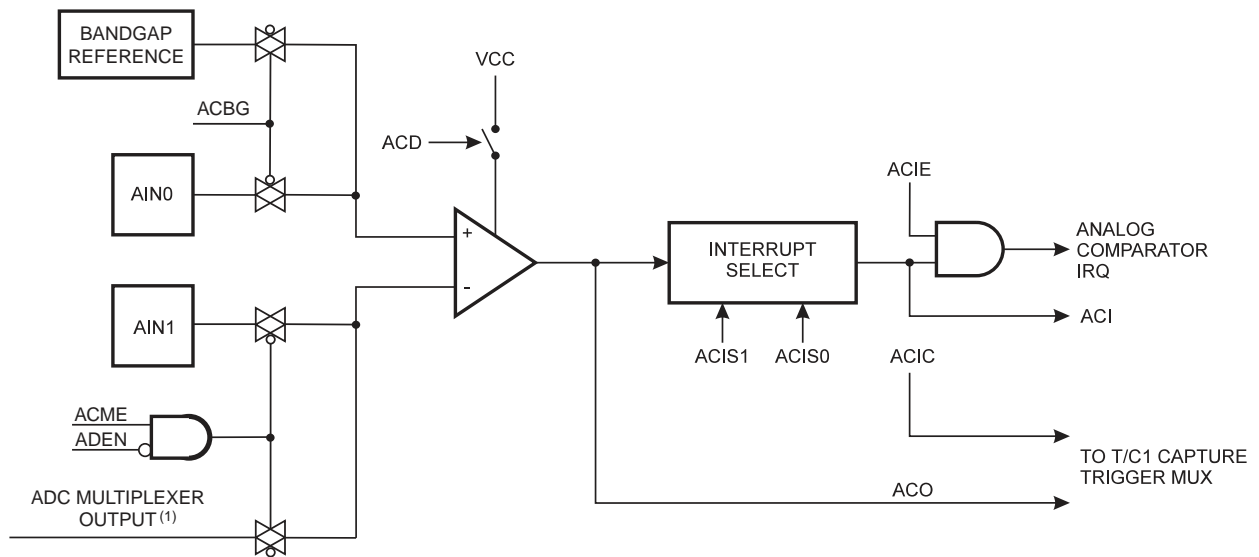 BANDGAP
REFERENCE
ACBG
AIN0
VCC
ACD
+
-
AIN1
ACME
ADEN
ADC MULTIPLEXER
OUTPUT (1)
INTERRUPT
SELECT
ACIS1
ACIS0
ACIE
ANALOG
COMPARATOR
IRQ
ACI
ACIC
TO T/C1 CAPTURE
TRIGGER MUX
ACO